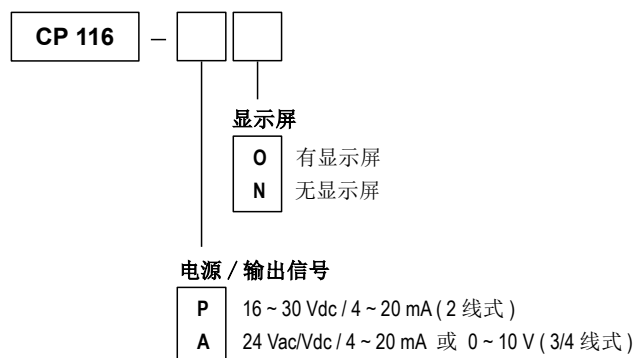 CP 116 –
显示屏
O 有显示屏
N 无显示屏
电源 / 输出信号
P 16 ~ 30 Vdc / 4 ~ 20 mA ( 2 线式 )
A 24 Vac/Vdc / 4 ~ 20 mA 或 0 ~ 10 V ( 3/4 线式 )